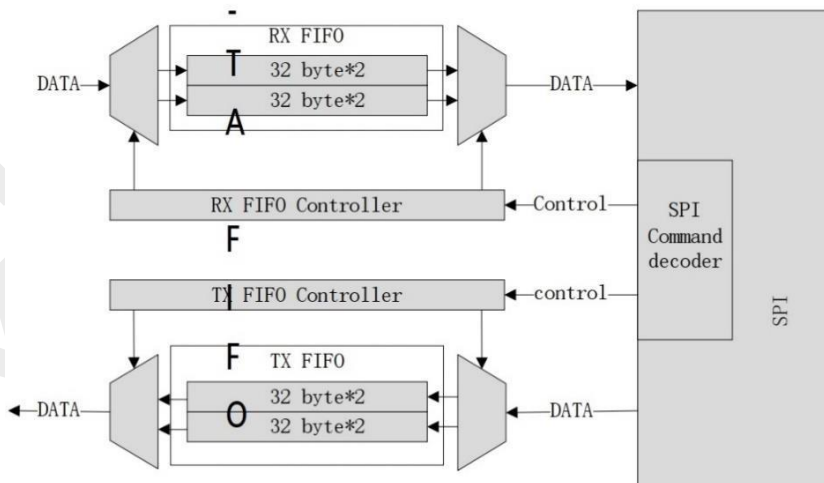 -
T
A
F
I
F
O
RX FIFO
DATA
32 byte*2
32 byte*2
DATA
RX FIFO Controller
Control
SPI
Command
decoder
TX FIFO Controller
control
SPI
TX FIFO
DATA
32 byte*2
32 byte*2
DATA